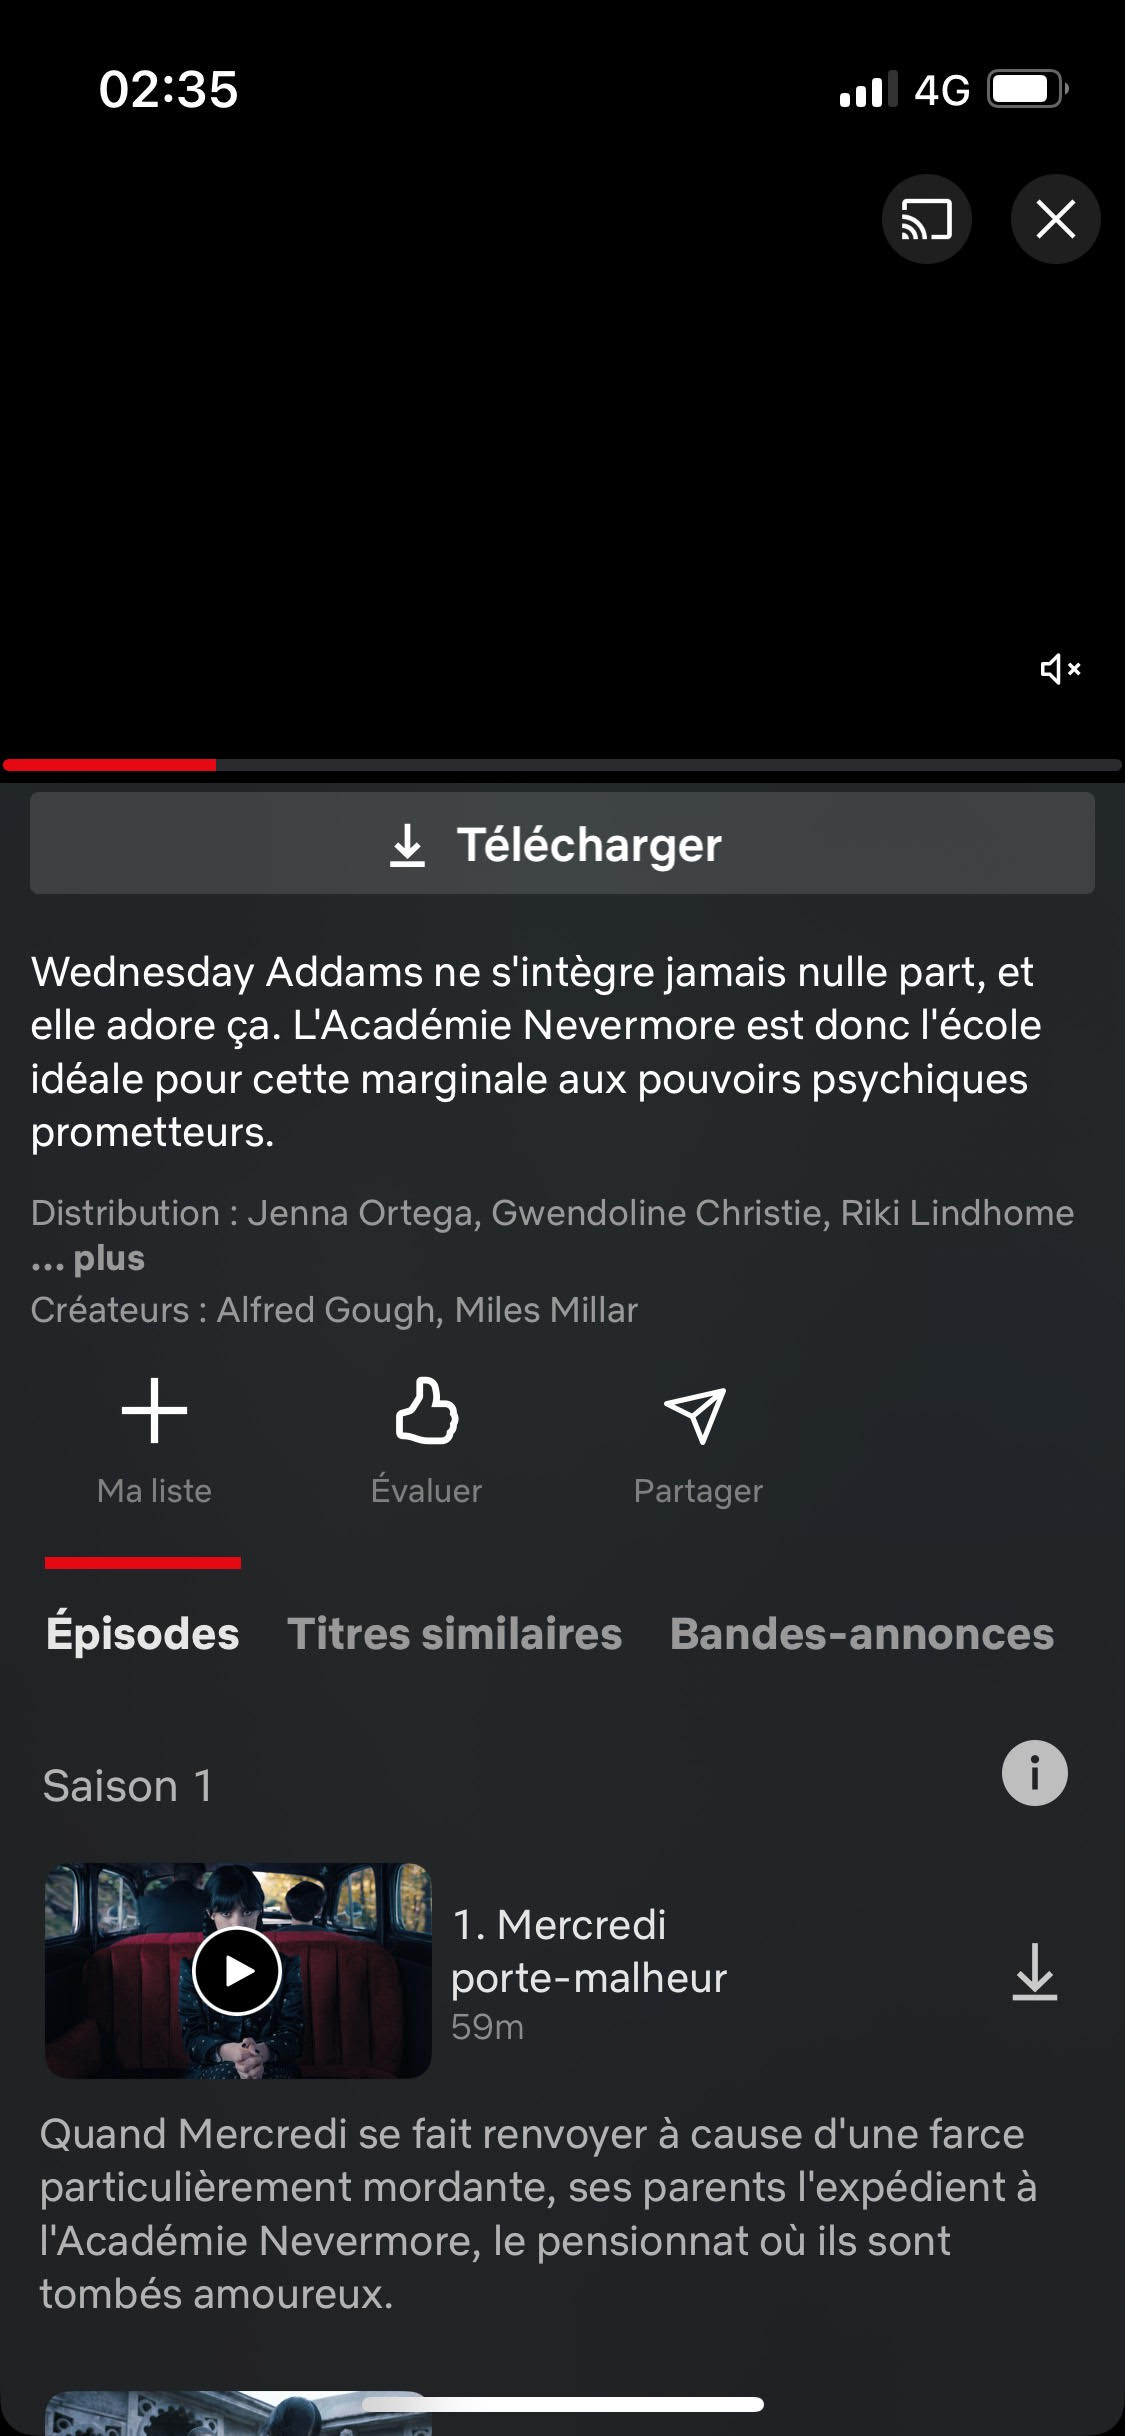 02:35
4G
Télécharger
Wednesday Addams ne s'intègre jamais nulle part, et
elle adore ça. L'Académie Nevermore est donc l'école
idéale pour cette marginale aux pouvoirs psychiques
prometteurs.
Distribution : Jenna Ortega, Gwendoline Christie, Riki Lindhome
... plus
Créateurs : Alfred Gough, Miles Millar
Ma liste
Évaluer
Partager
Épisodes
Titres similaires
Bandes-annonces
Saison 1
1. Mercredi
porte-malheur
59m
Quand Mercredi se fait renvoyer à cause d'une farce
particulièrement mordante, ses parents l'expédient à
l'Académie Nevermore, le pensionnat où ils sont
tombés amoureux.